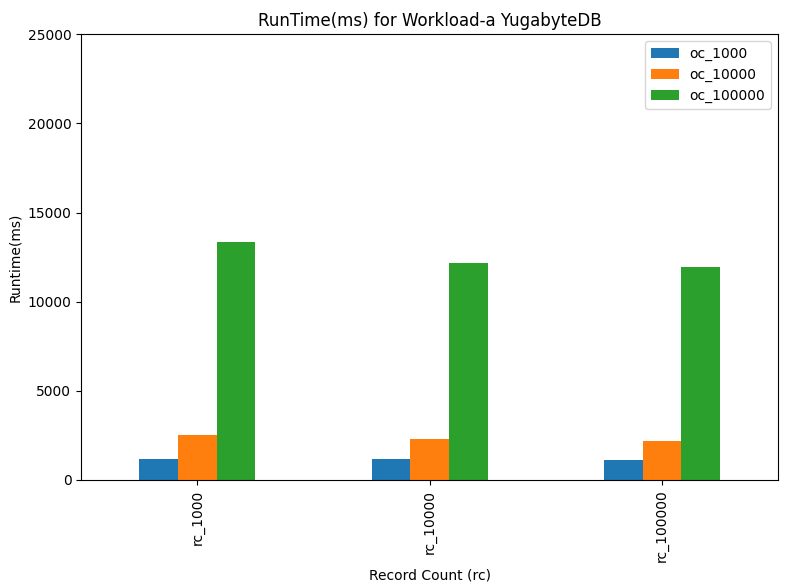 RunTime(ms) for Workload-a YugabyteDB
oc_1000
oc_10000
oc_100000
25000
20000
15000
10000
5000
0
Runtime(ms)
rc_1000
rc_10000
rc_100000
Record Count (rc)